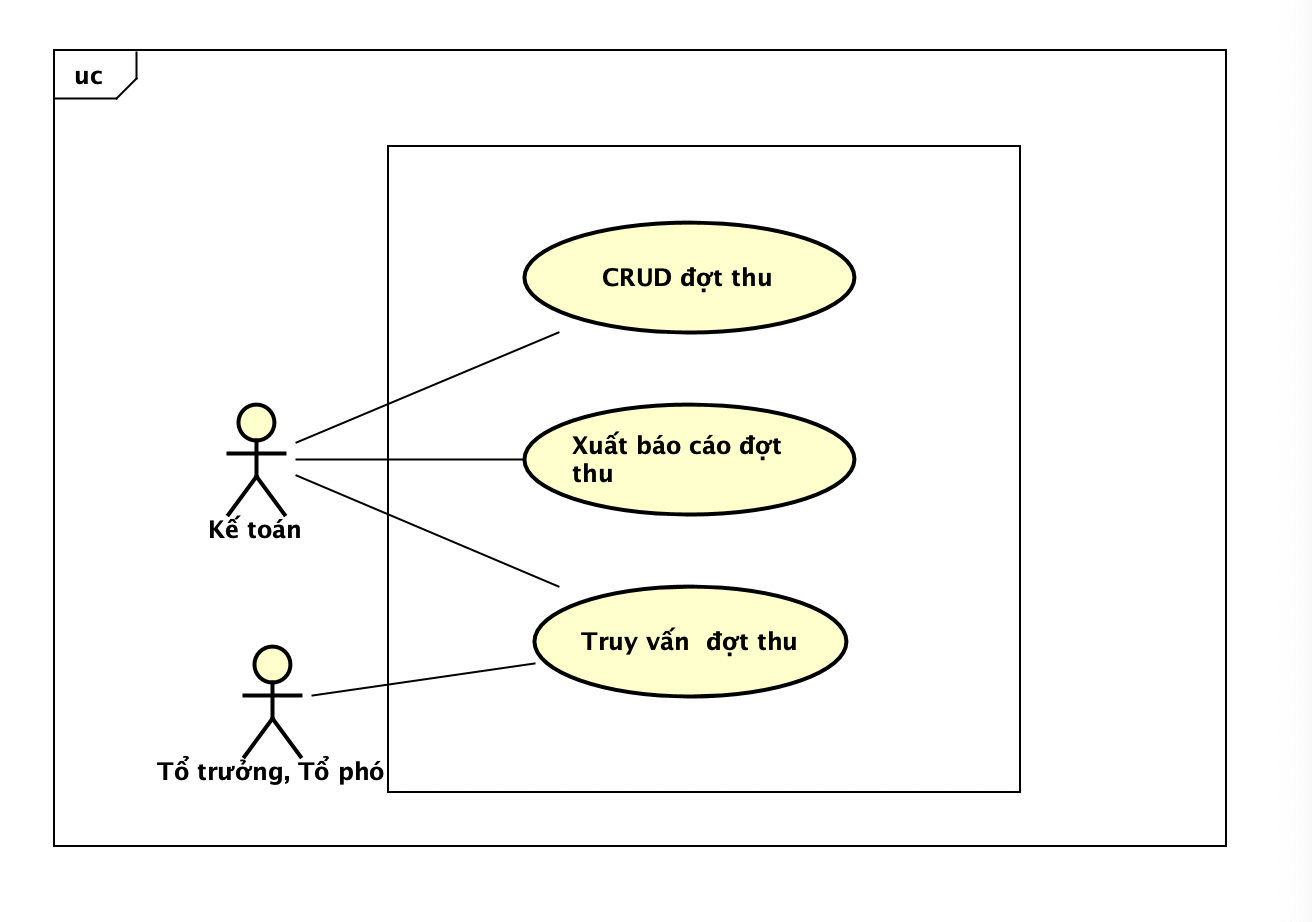 uc
CRUD đợt thu
Xuất báo cáo đợt
thu
Kế toán
Truy vấn  đợt thu
Tổ trưởng, Tổ phó